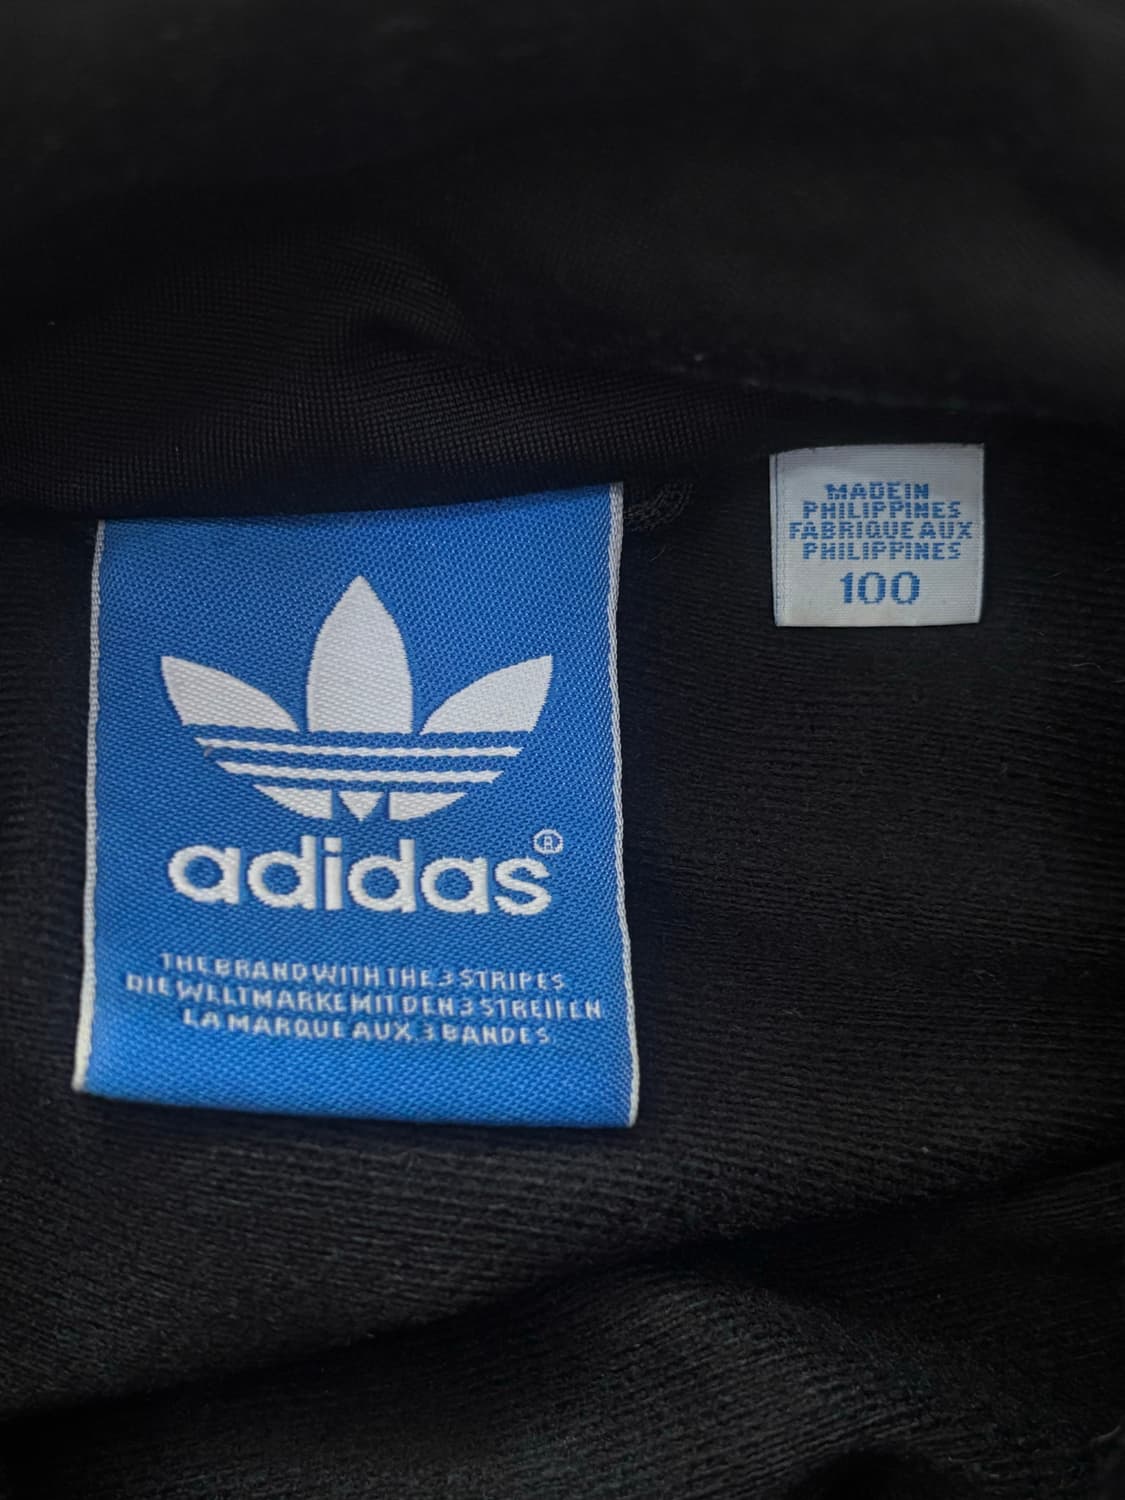 adidas®
THE BRAND WITH THE 3 STRIPES
DIE WELTMARKE MIT DEN 3 STREIFEN
LA MARQUE AUX 3 BANDES
MADE IN
PHILIPPINES
FABRIQUE AUX
PHILIPPINES
100